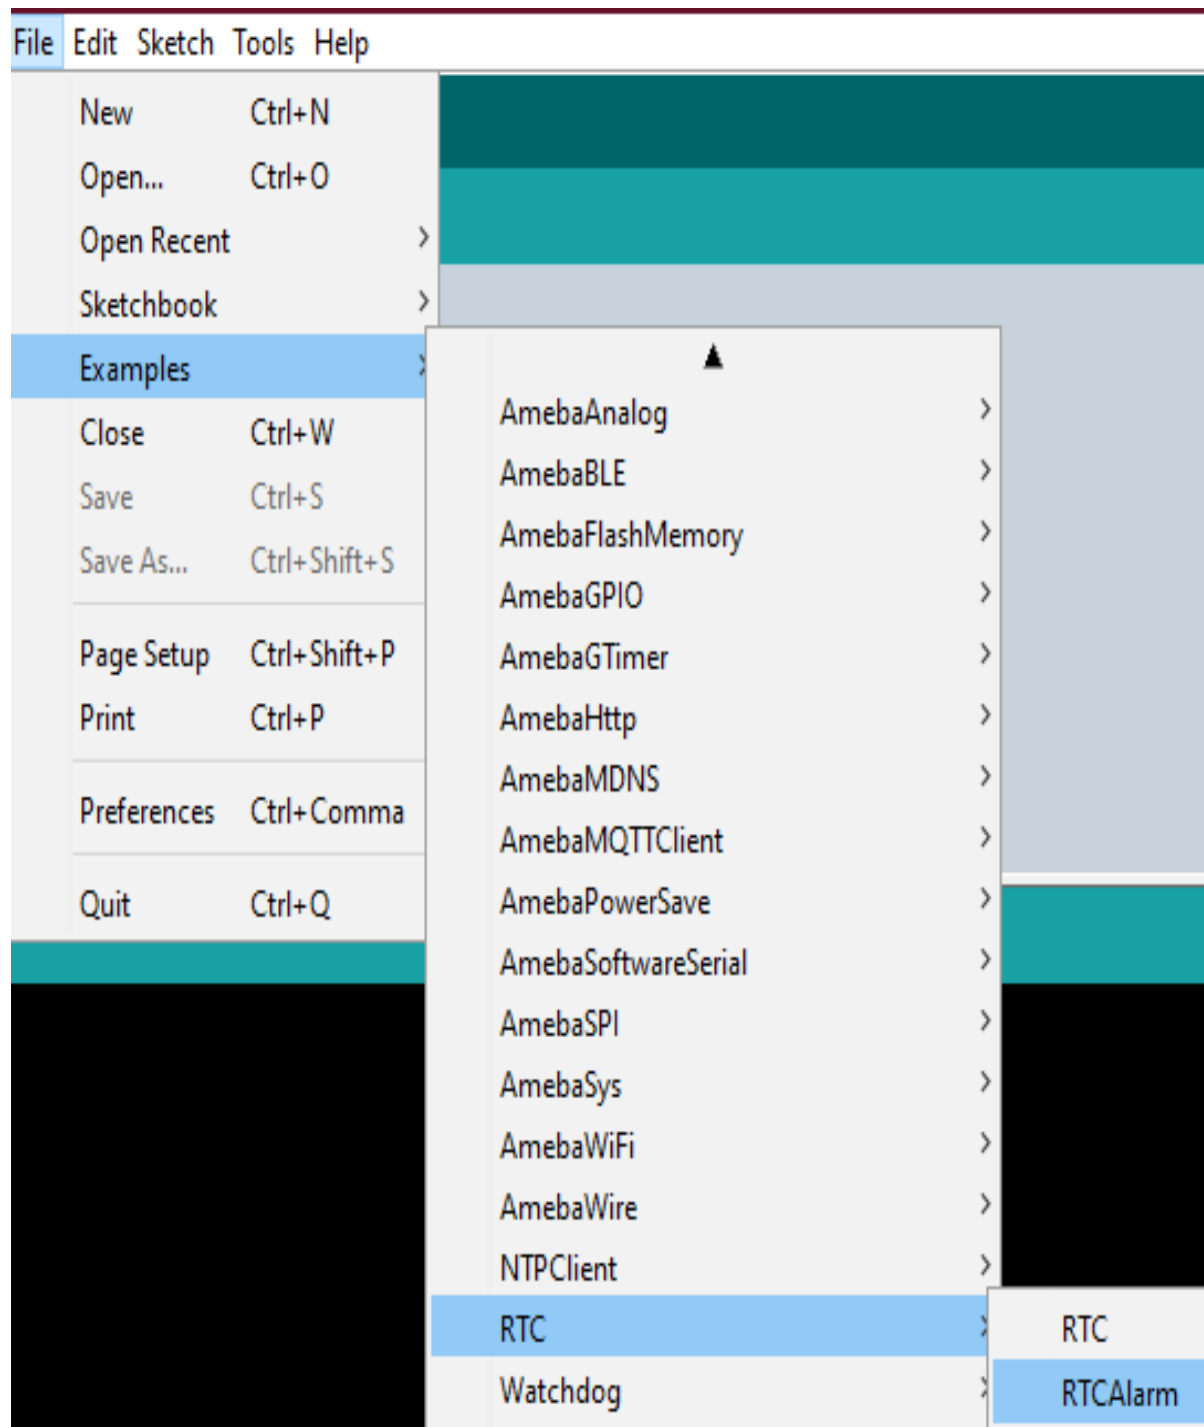 File Edit Sketch Tools Help
New Ctrl+N
Open... Ctrl+O
Open Recent
Sketchbook
Examples
Close Ctrl+W
Save Ctrl+S
Save As... Ctrl+Shift+S
Page Setup Ctrl+Shift+P
Print Ctrl+P
Preferences Ctrl+Comma
Quit Ctrl+Q
AmebaAnalog
AmebaBLE
AmebaFlashMemory
AmebaGPIO
AmebaGTimer
AmebaHttp
AmebaMDNS
AmebaMQTTClient
AmebaPowerSave
AmebaSoftwareSerial
AmebaSPI
AmebaSys
AmebaWiFi
AmebaWire
NTPClient
RTC
Watchdog
RTC
RTCAlarm